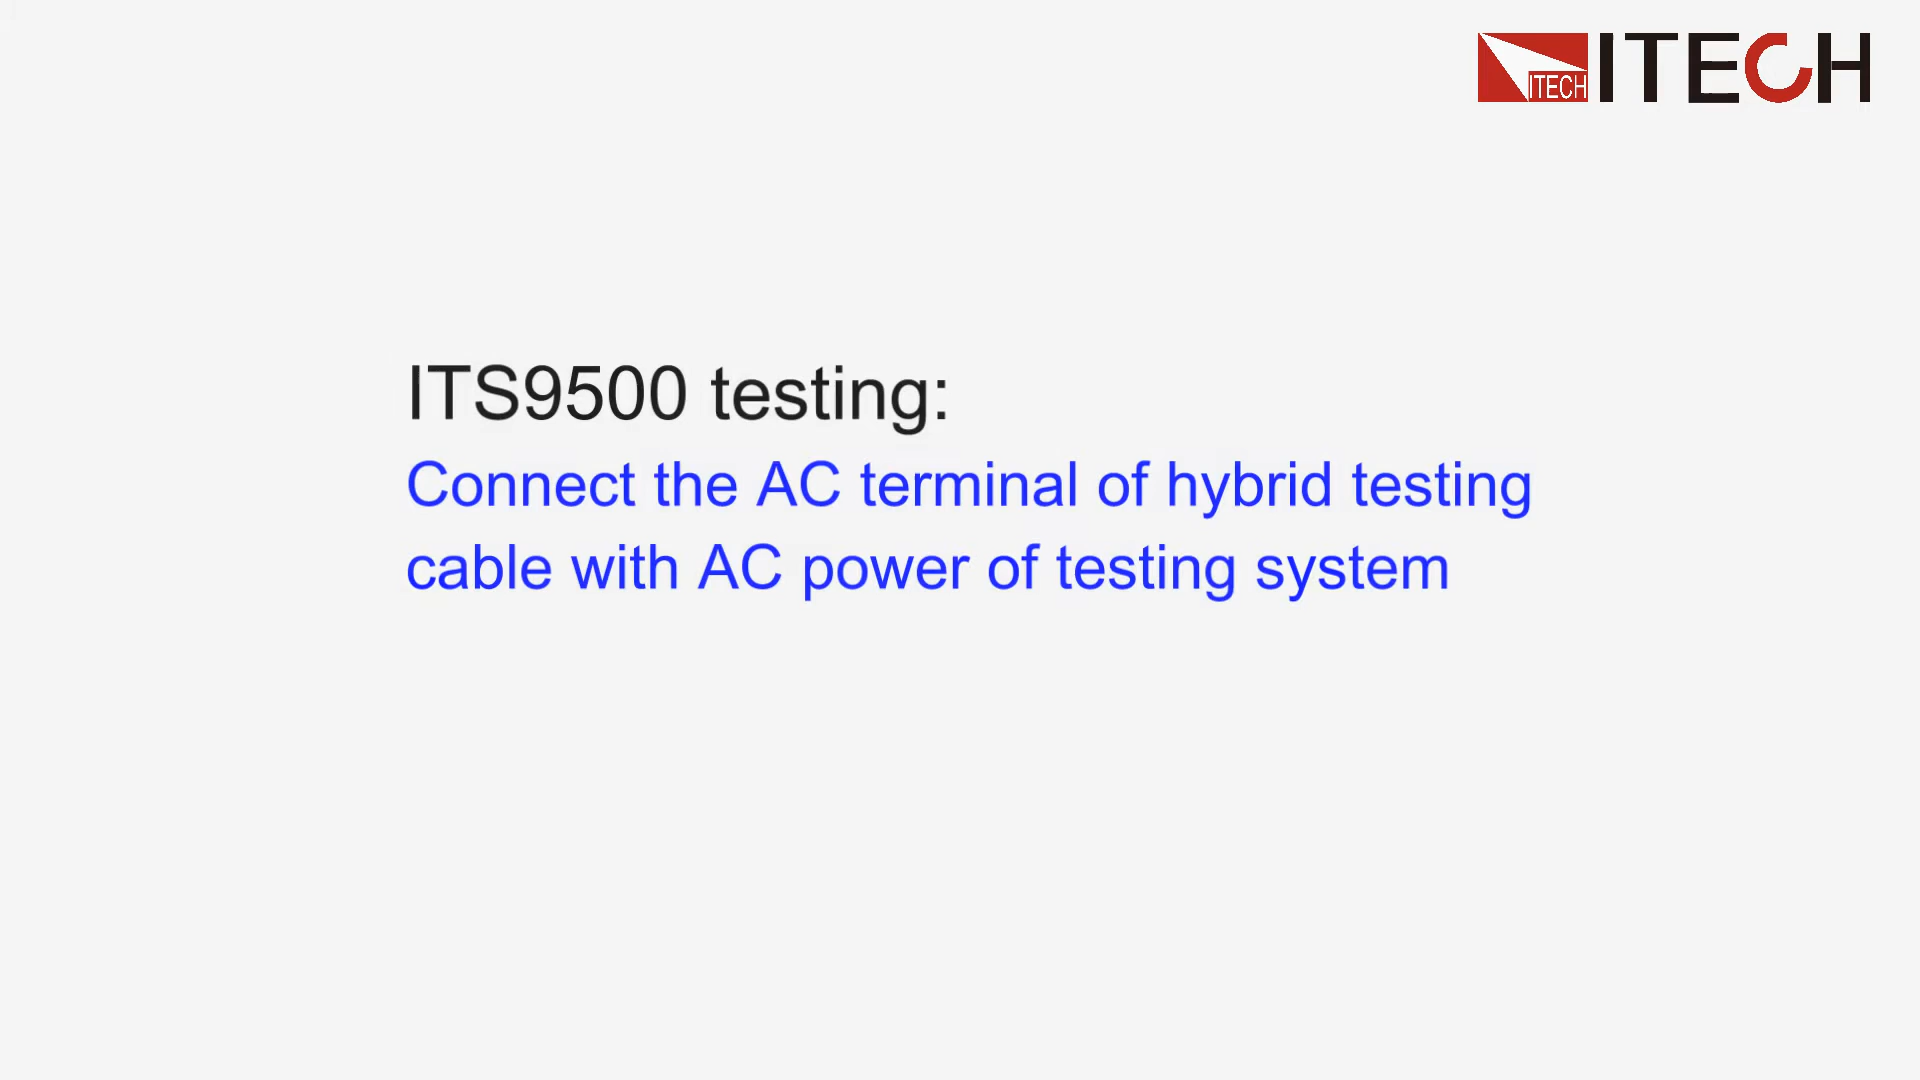 ITECH ITECH
ITS9500 testing:
Connect the AC terminal of hybrid testing
cable with AC power of testing system